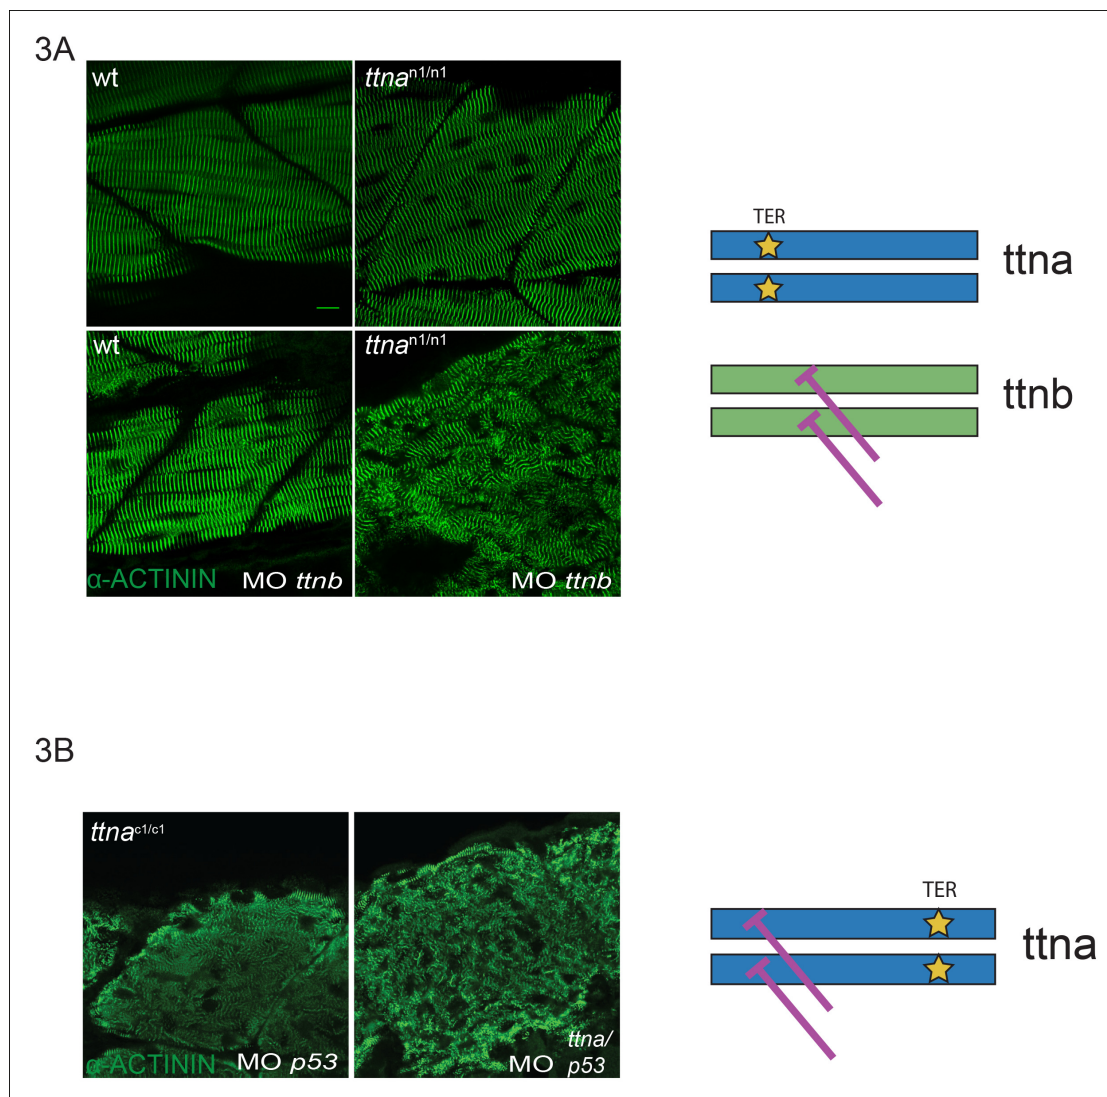 3A
wt
ttnaⁿ¹/ⁿ¹
TER
ttna
wt
ttnaⁿ¹/ⁿ¹
ttnb
α-ACTININ
MO ttnb
MO ttnb
3B
ttnaᶜ¹/ᶜ¹
TER
ttna
α-ACTININ
MO p53
MO ttna/
p53